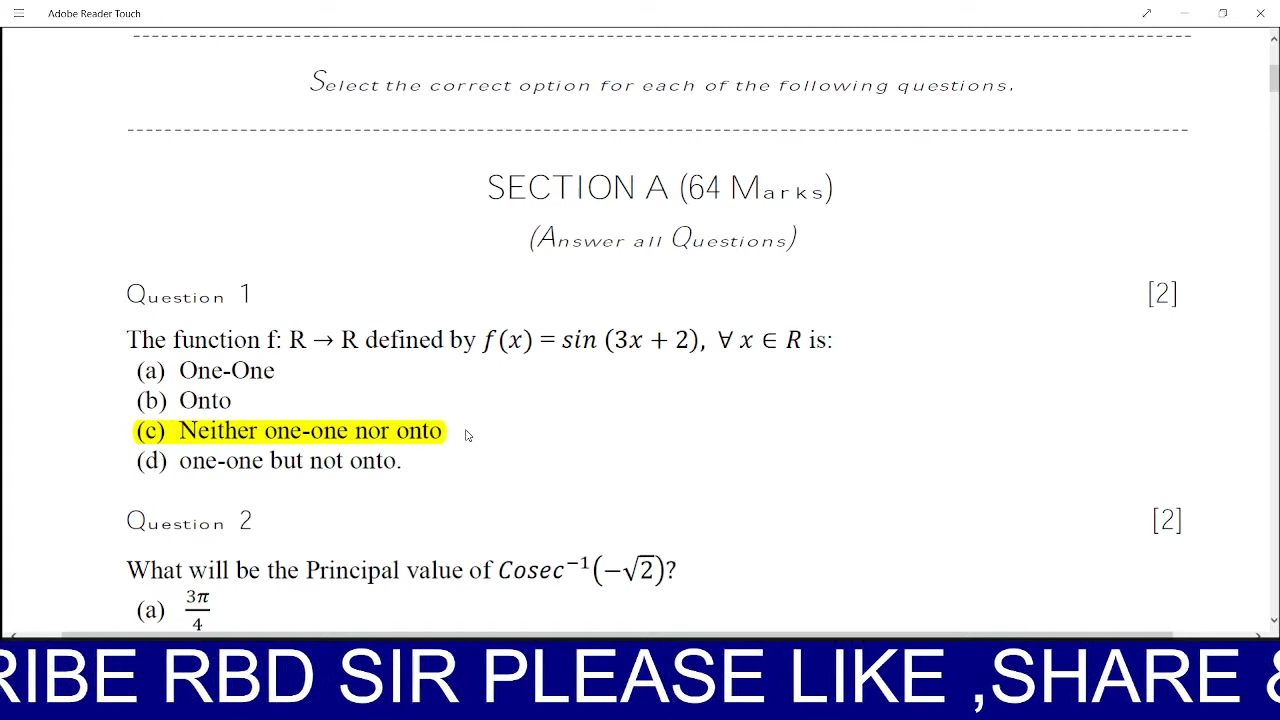 Adobe Reader Touch
Select the correct option for each of the following questions.
SECTION A (64 Marks)
(Answer all Questions)
Question 1 [2]
The function f: R → R defined by f(x) = sin (3x + 2), ∀ x ∈ R is:
(a) One-One
(b) Onto
(c) Neither one-one nor onto
(d) one-one but not onto.
Question 2 [2]
What will be the Principal value of Cosec⁻¹(−√2)?
(a) 3π/4
RIBE RBD SIR PLEASE LIKE ,SHARE &